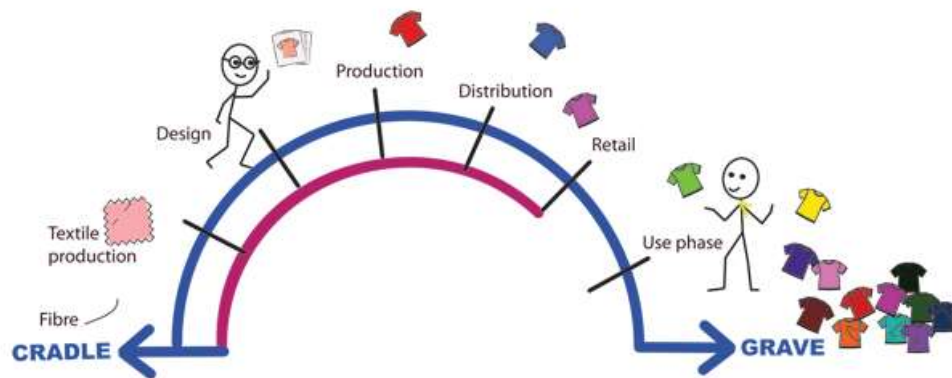 Production
Distribution
Design
Retail
Textile
production
Use phase
Fibre
CRADLE
GRAVE